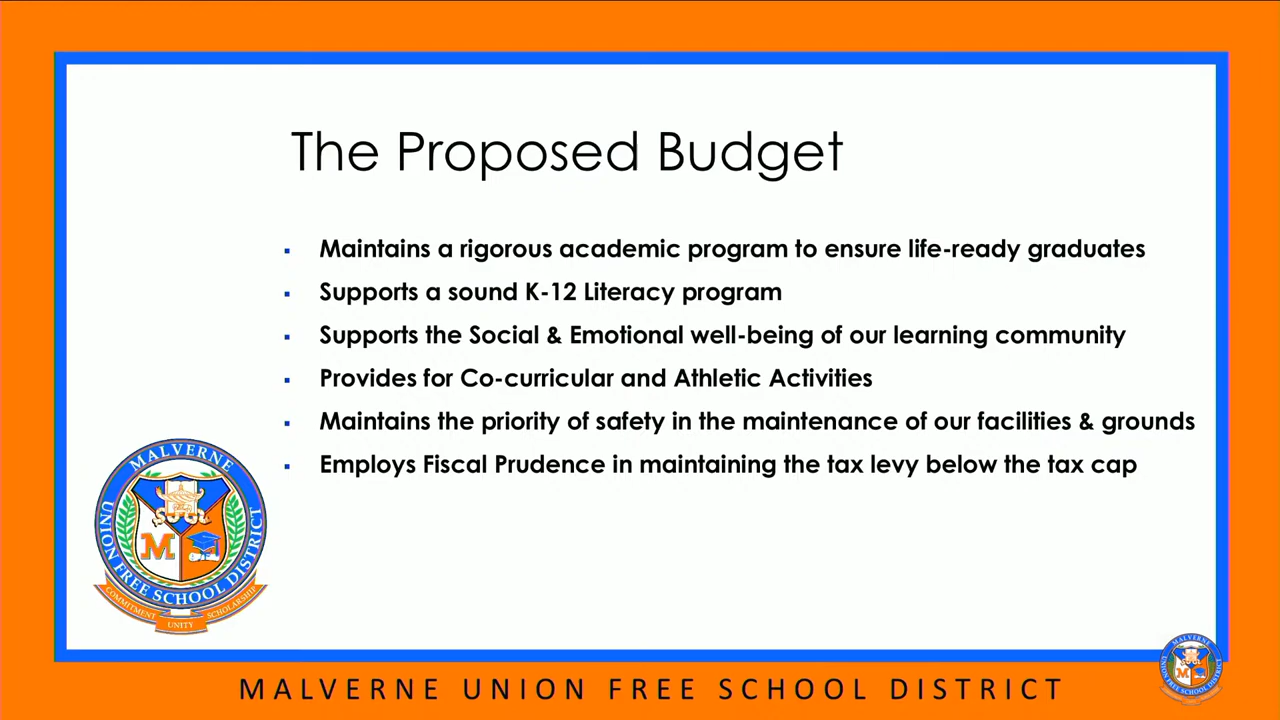 The Proposed Budget
▪ Maintains a rigorous academic program to ensure life-ready graduates
▪ Supports a sound K-12 Literacy program
▪ Supports the Social & Emotional well-being of our learning community
▪ Provides for Co-curricular and Athletic Activities
▪ Maintains the priority of safety in the maintenance of our facilities & grounds
▪ Employs Fiscal Prudence in maintaining the tax levy below the tax cap
MALVERNE
UNION FREE SCHOOL DISTRICT
M
COMMITMENT
UNITY
SCHOLARSHIP
MALVERNE UNION FREE SCHOOL DISTRICT
MALVERNE
M